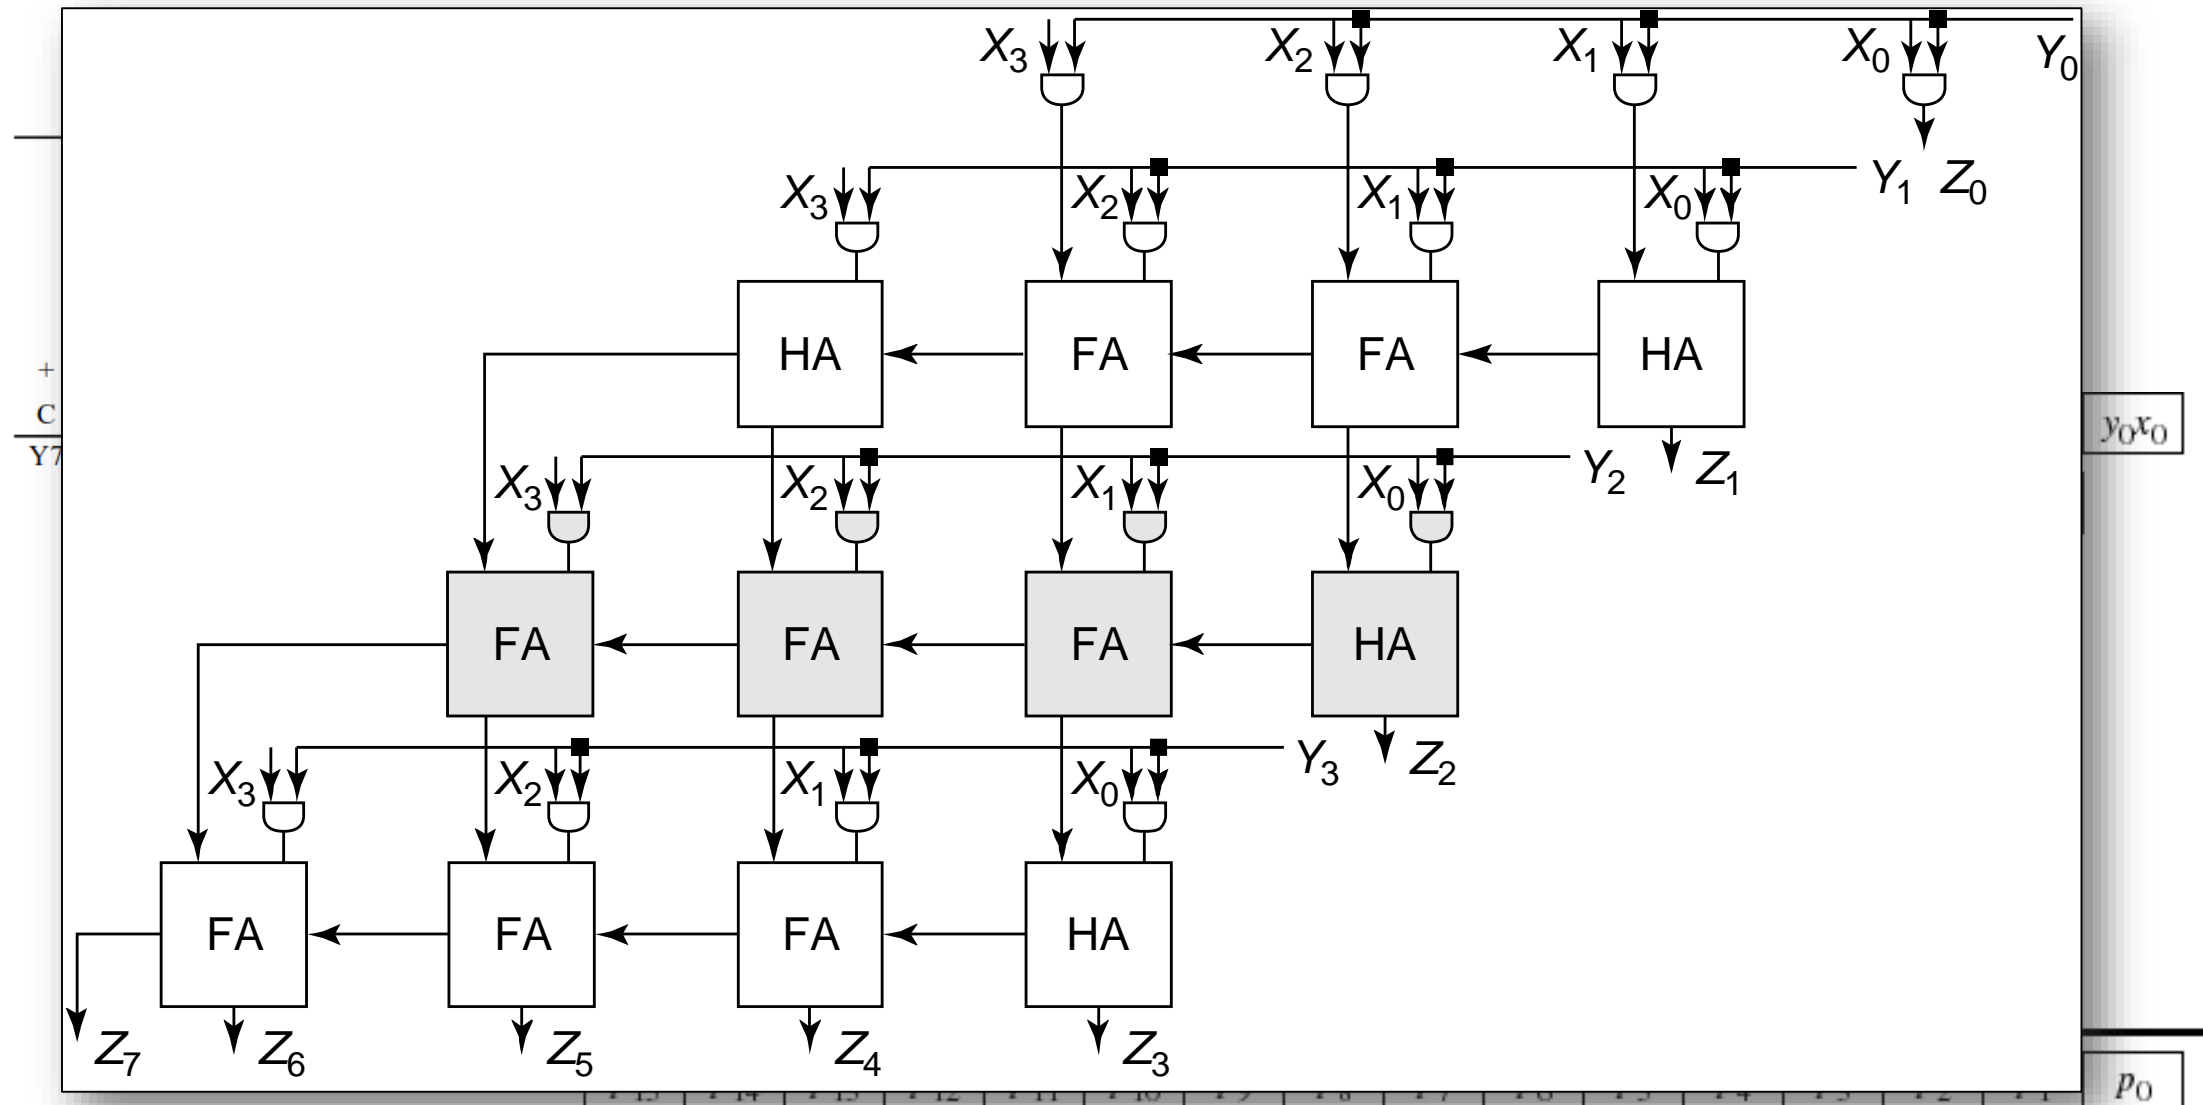 X3 X2 X1 X0 Y0
X3 X2 X1 X0 Y1 Z0
HA FA FA HA
+
C
Y7
y0x0
X3 X2 X1 X0 Y2 Z1
FA FA FA HA
X3 X2 X1 X0 Y3 Z2
FA FA FA HA
Z7 Z6 Z5 Z4 Z3
p0